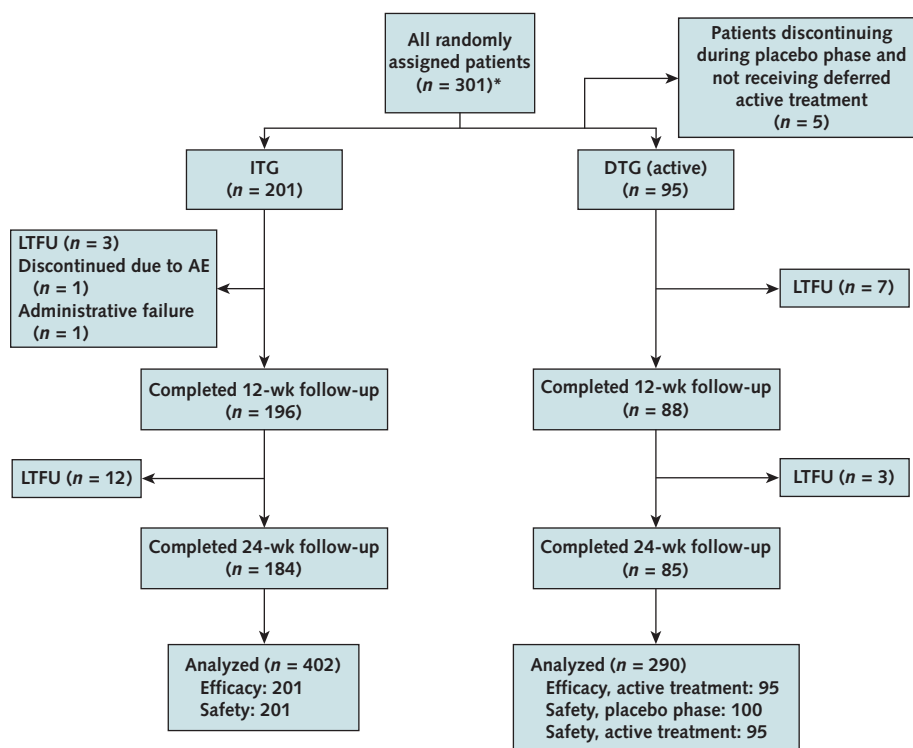 All randomly
assigned patients
(n = 301)*
Patients discontinuing
during placebo phase and
not receiving deferred
active treatment
(n = 5)
ITG
(n = 201)
DTG (active)
(n = 95)
LTFU (n = 3)
Discontinued due to AE
(n = 1)
Administrative failure
(n = 1)
LTFU (n = 7)
Completed 12-wk follow-up
(n = 196)
Completed 12-wk follow-up
(n = 88)
LTFU (n = 12)
LTFU (n = 3)
Completed 24-wk follow-up
(n = 184)
Completed 24-wk follow-up
(n = 85)
Analyzed (n = 402)
Efficacy: 201
Safety: 201
Analyzed (n = 290)
Efficacy, active treatment: 95
Safety, placebo phase: 100
Safety, active treatment: 95